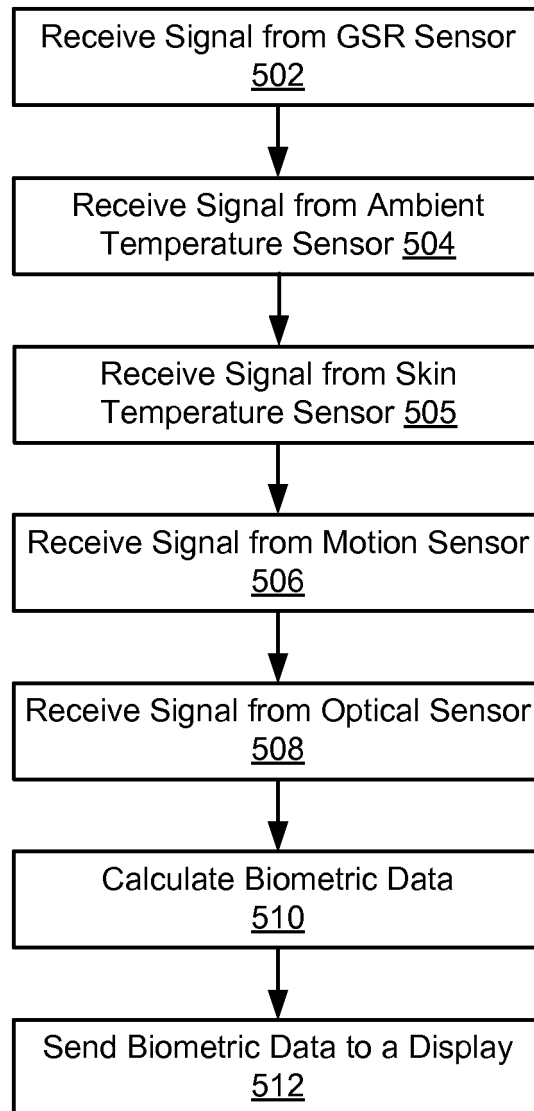 Receive Signal from GSR Sensor
502
Receive Signal from Ambient
Temperature Sensor 504
Receive Signal from Skin
Temperature Sensor 505
Receive Signal from Motion Sensor
506
Receive Signal from Optical Sensor
508
Calculate Biometric Data
510
Send Biometric Data to a Display
512